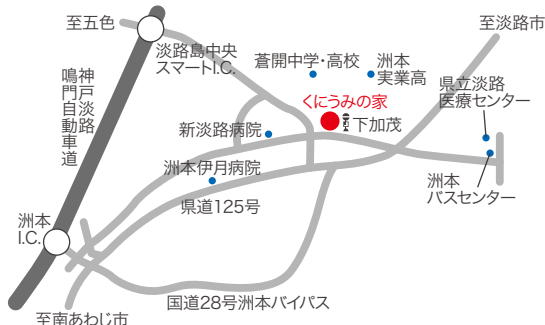 至五色
至淡路市
淡路島中央
スマートI.C.
蒼開中学・高校
洲本
実業高
神戸淡路
鳴門自動車道
くにうみの家
県立淡路
医療センター
新淡路病院
下加茂
洲本伊月病院
洲本
バスセンター
県道125号
洲本
I.C.
国道28号洲本バイパス
至南あわじ市